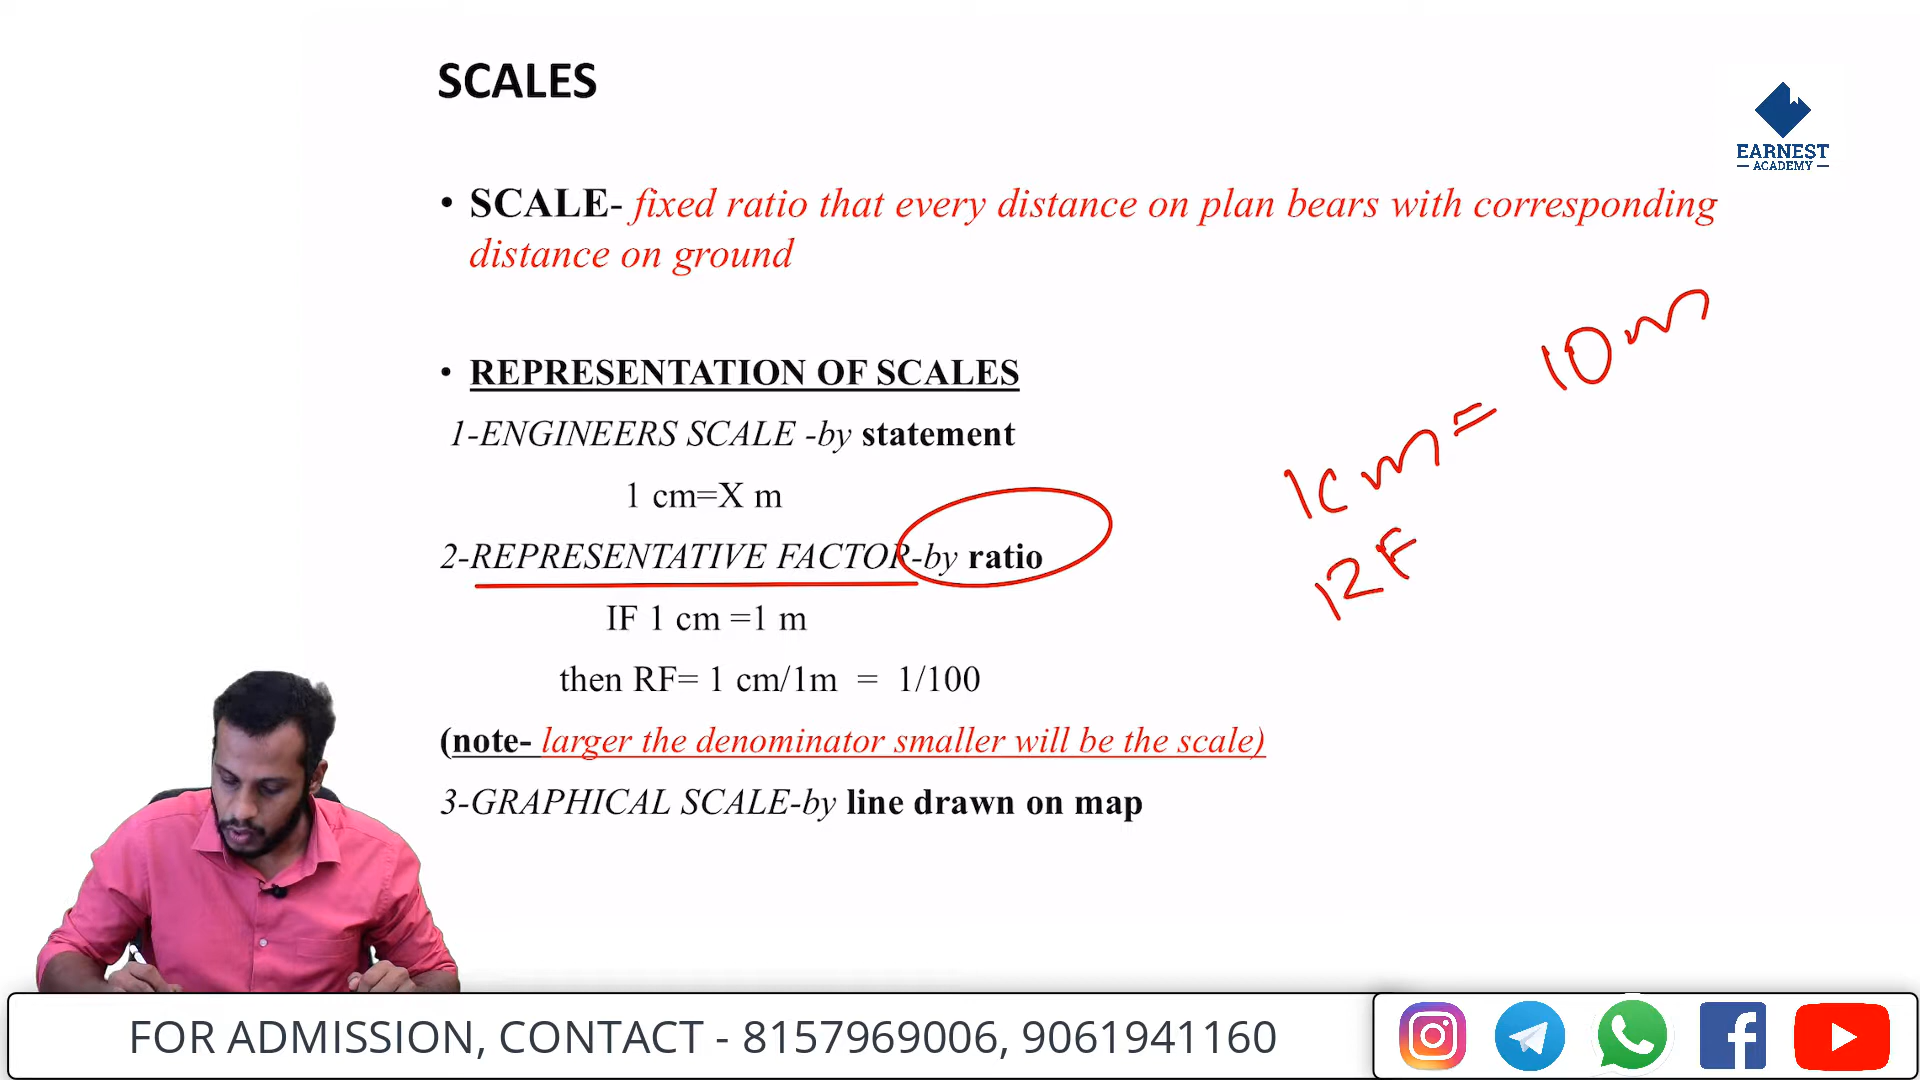 SCALES
EARNEST
ACADEMY
• SCALE- fixed ratio that every distance on plan bears with corresponding
distance on ground
• REPRESENTATION OF SCALES
1-ENGINEERS SCALE -by statement
1 cm=X m
2-REPRESENTATIVE FACTOR-by ratio
IF 1 cm =1 m
then RF= 1 cm/1m = 1/100
(note- larger the denominator smaller will be the scale)
3-GRAPHICAL SCALE-by line drawn on map
1cm = 10m
RF
FOR ADMISSION, CONTACT - 8157969006, 9061941160